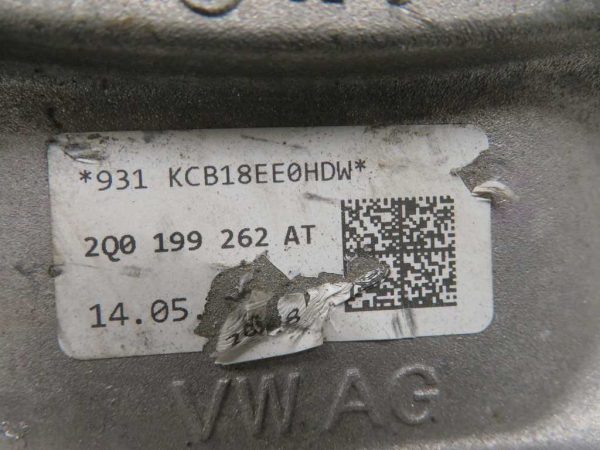 *931 KCB18EE0HDW*
2Q0 199 262 AT
14.05.
VW AG